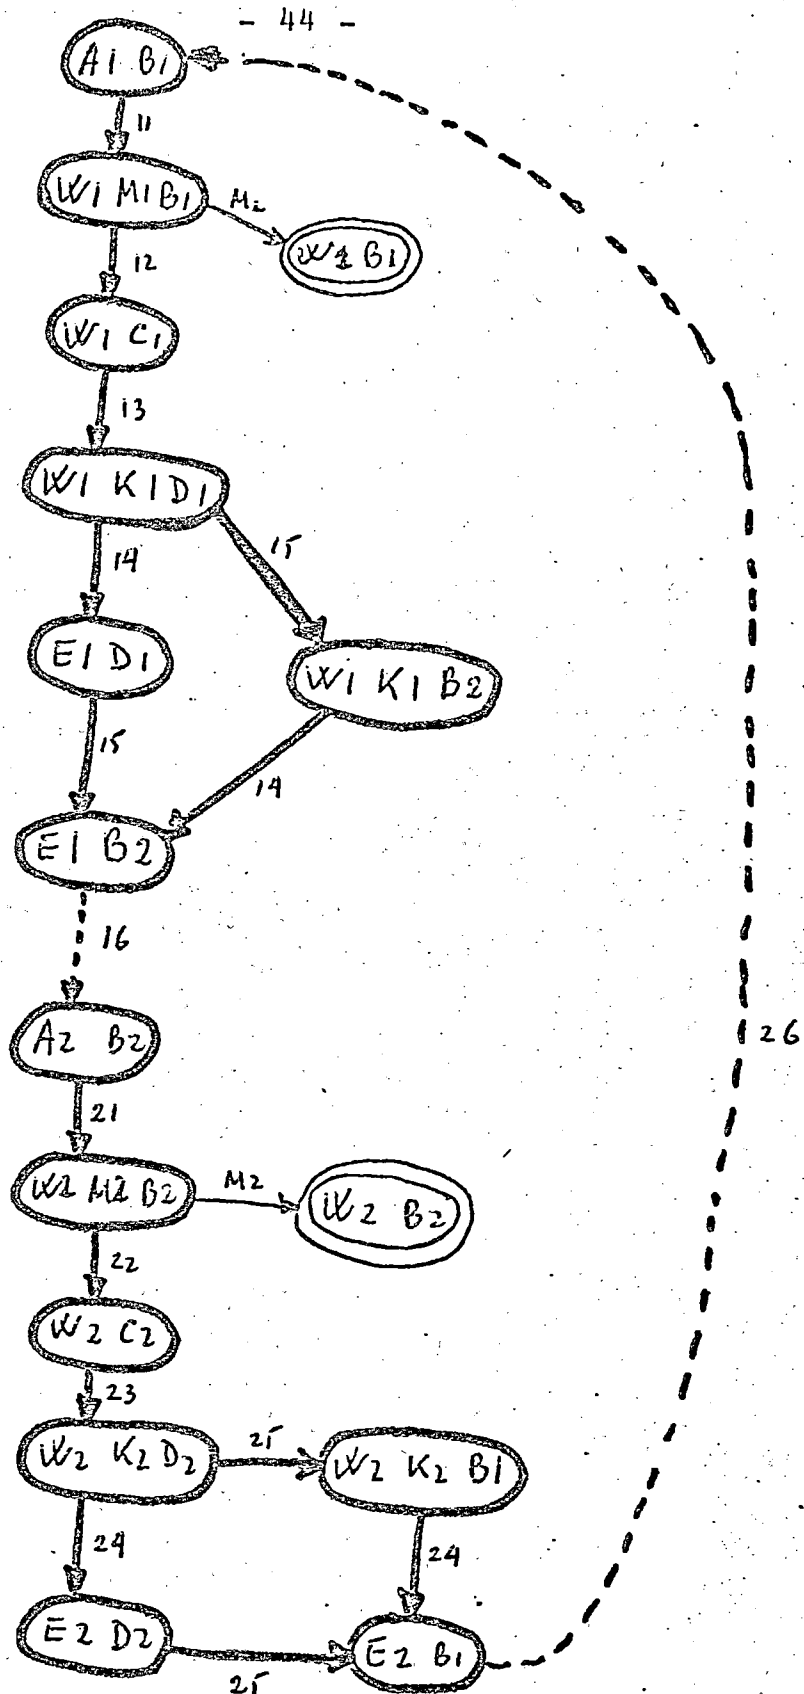 - 44 -
A1 B1
11
W1 M1 B1
M2
W1 B1
12
W1 C1
13
W1 K1 D1
14
15
E1 D1
W1 K1 B2
15
14
E1 B2
16
A2 B2
26
21
W2 M2 B2
M2
W2 B2
22
W2 C2
23
W2 K2 D2
25
W2 K2 B1
24
24
E2 D2
E2 B1
25